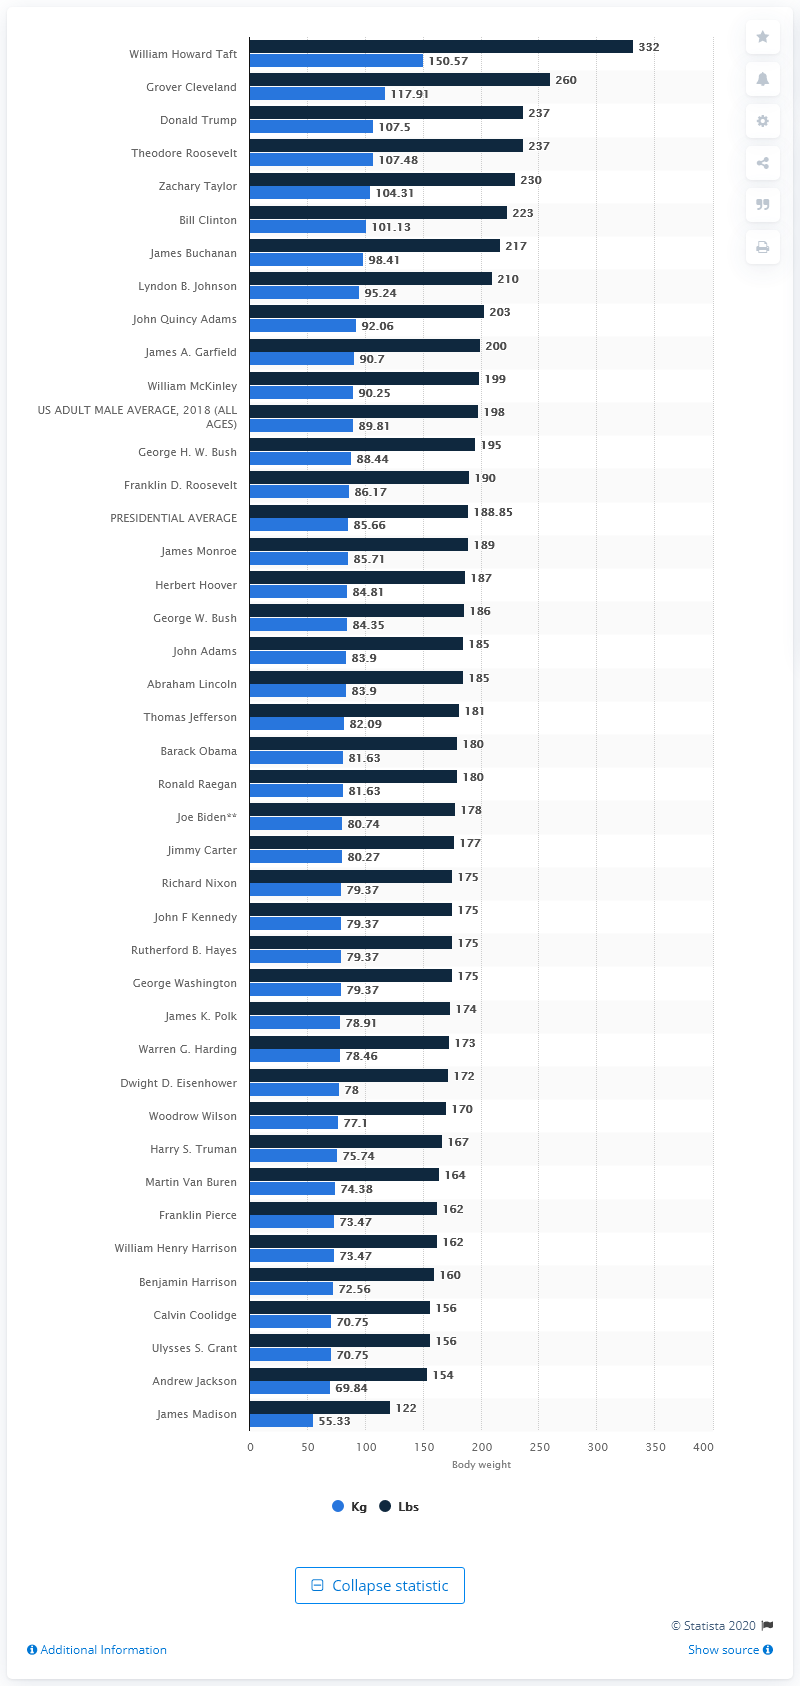 William Howard Taft 332
150.57
Grover Cleveland 260
117.91
Donald Trump 237
107.5
Theodore Roosevelt 237
107.48
Zachary Taylor 230
104.31
Bill Clinton 223
101.13
James Buchanan 217
98.41
Lyndon B. Johnson 210
95.24
John Quincy Adams 203
92.06
James A. Garfield 200
90.7
William McKinley 199
90.25
US ADULT MALE AVERAGE, 2018 (ALL 198
AGES) 89.81
George H. W. Bush 195
88.44
Franklin D. Roosevelt 190
86.17
PRESIDENTIAL AVERAGE 188.85
85.66
James Monroe 189
85.71
Herbert Hoover 187
84.81
George W. Bush 186
84.35
John Adams 185
83.9
Abraham Lincoln 185
83.9
Thomas Jefferson 181
82.09
Barack Obama 180
81.63
Ronald Raegan 180
81.63
Joe Biden** 178
80.74
Jimmy Carter 177
80.27
Richard Nixon 175
79.37
John F Kennedy 175
79.37
Rutherford B. Hayes 175
79.37
George Washington 175
79.37
James K. Polk 174
78.91
Warren G. Harding 173
78.46
Dwight D. Eisenhower 172
78
Woodrow Wilson 170
77.1
Harry S. Truman 167
75.74
Martin Van Buren 164
74.38
Franklin Pierce 162
73.47
William Henry Harrison 162
73.47
Benjamin Harrison 160
72.56
Calvin Coolidge 156
70.75
Ulysses S. Grant 156
70.75
Andrew Jackson 154
69.84
James Madison 122
55.33
0 50 100 150 200 250 300 350 400
Body weight
Kg Lbs
Collapse statistic
© Statista 2020
Additional Information Show source